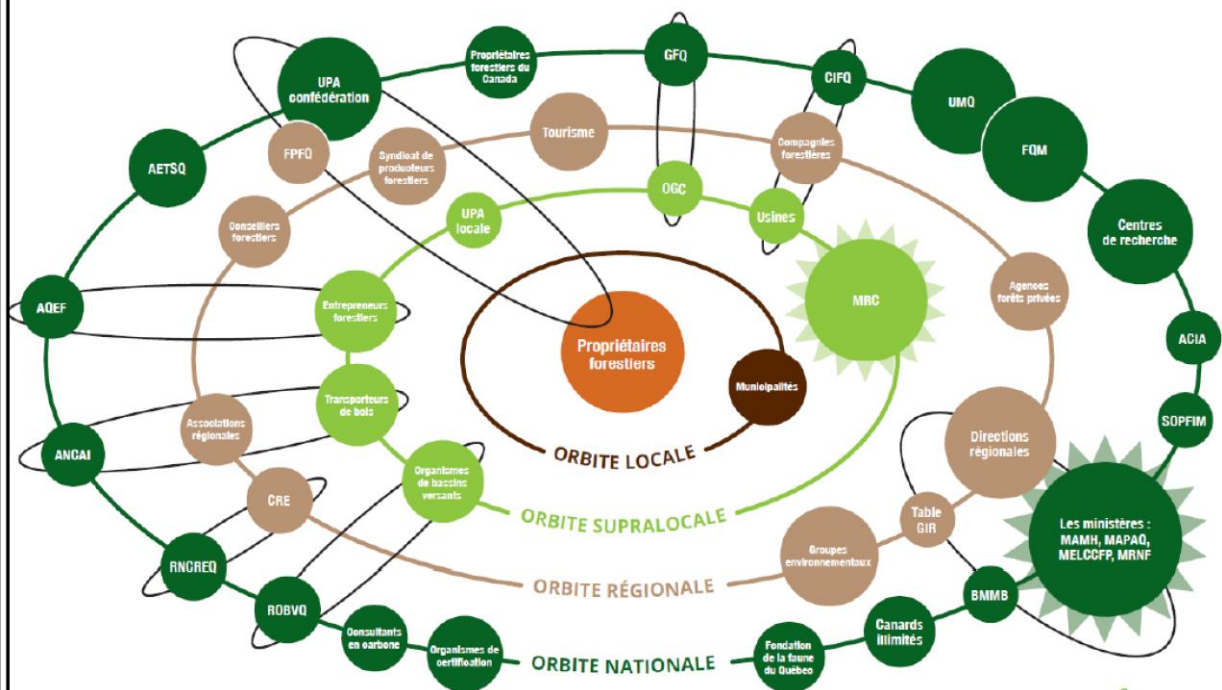 Propriétaires
forestiers du
Canada
GFQ
CIFQ
UPA
confédération
UMQ
FQM
AETSQ
FPFQ
Syndicat de
producteurs
forestiers
Tourisme
Compagnies
forestières
OGC
Usines
UPA
locale
Conseillers
forestiers
Centres
de recherche
MRC
Agences
forêts privées
AQEF
Entrepreneurs
forestiers
Propriétaires
forestiers
Municipalités
ACIA
Transporteurs
de bois
Associations
régionales
ANCAI
SOPFIM
Directions
régionales
ORBITE LOCALE
Organismes
de bassins
versants
CRE
ORBITE SUPRALOCALE
Table
GIR
Les ministères :
MAMH, MAPAQ,
MELCCFP, MRNF
Groupes
environnementaux
RNCREQ
ORBITE RÉGIONALE
BMMB
ROBVQ
Consultants
en carbone
Organismes de
certification
ORBITE NATIONALE
Fondation
de la faune
du Québec
Canards
illimités